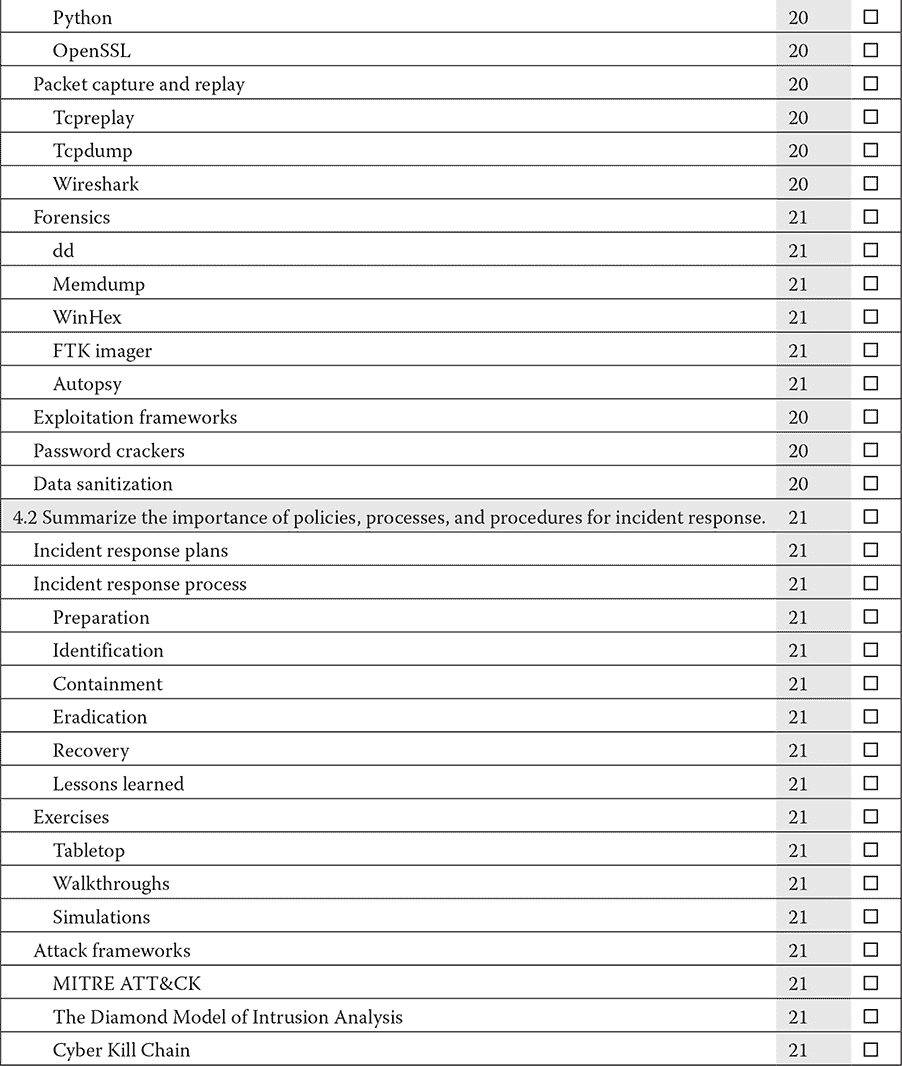 Python 20 ☐
OpenSSL 20 ☐
Packet capture and replay 20 ☐
Tcpreplay 20 ☐
Tcpdump 20 ☐
Wireshark 20 ☐
Forensics 21 ☐
dd 21 ☐
Memdump 21 ☐
WinHex 21 ☐
FTK imager 21 ☐
Autopsy 21 ☐
Exploitation frameworks 20 ☐
Password crackers 20 ☐
Data sanitization 20 ☐
4.2 Summarize the importance of policies, processes, and procedures for incident response. 21 ☐
Incident response plans 21 ☐
Incident response process 21 ☐
Preparation 21 ☐
Identification 21 ☐
Containment 21 ☐
Eradication 21 ☐
Recovery 21 ☐
Lessons learned 21 ☐
Exercises 21 ☐
Tabletop 21 ☐
Walkthroughs 21 ☐
Simulations 21 ☐
Attack frameworks 21 ☐
MITRE ATT&CK 21 ☐
The Diamond Model of Intrusion Analysis 21 ☐
Cyber Kill Chain 21 ☐